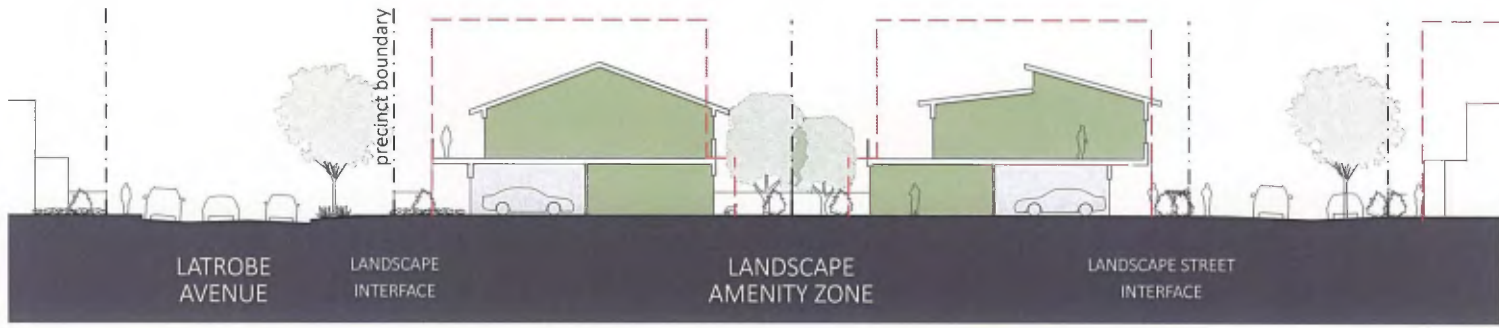 precinct boundary
LATROBE
AVENUE
LANDSCAPE
INTERFACE
LANDSCAPE
AMENITY ZONE
LANDSCAPE STREET
INTERFACE